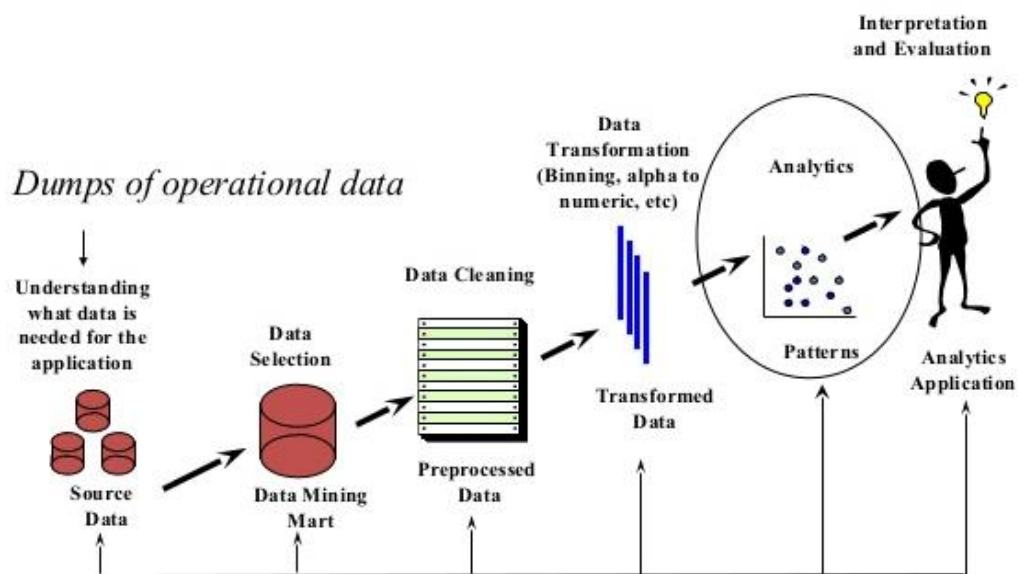 Interpretation
and Evaluation
Data
Transformation
(Binning, alpha to
numeric, etc)
Analytics
Dumps of operational data
Understanding
what data is
needed for the
application
Data
Selection
Data Cleaning
Patterns
Analytics
Application
Transformed
Data
Preprocessed
Data
Source
Data
Data Mining
Mart